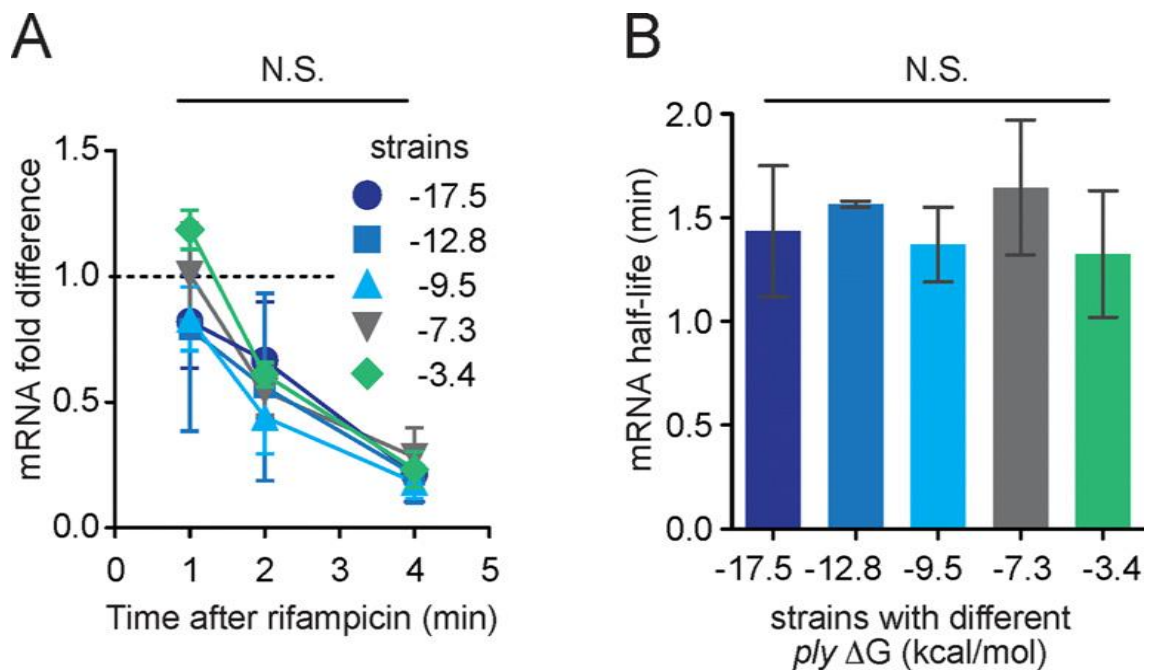 A
N.S.
mRNA fold difference
1.5
1.0
0.5
0.0
0 1 2 3 4 5
Time after rifampicin (min)
strains
-17.5
-12.8
-9.5
-7.3
-3.4
B
N.S.
mRNA half-life (min)
2.0
1.5
1.0
0.5
0.0
-17.5 -12.8 -9.5 -7.3 -3.4
strains with different
ply ΔG (kcal/mol)